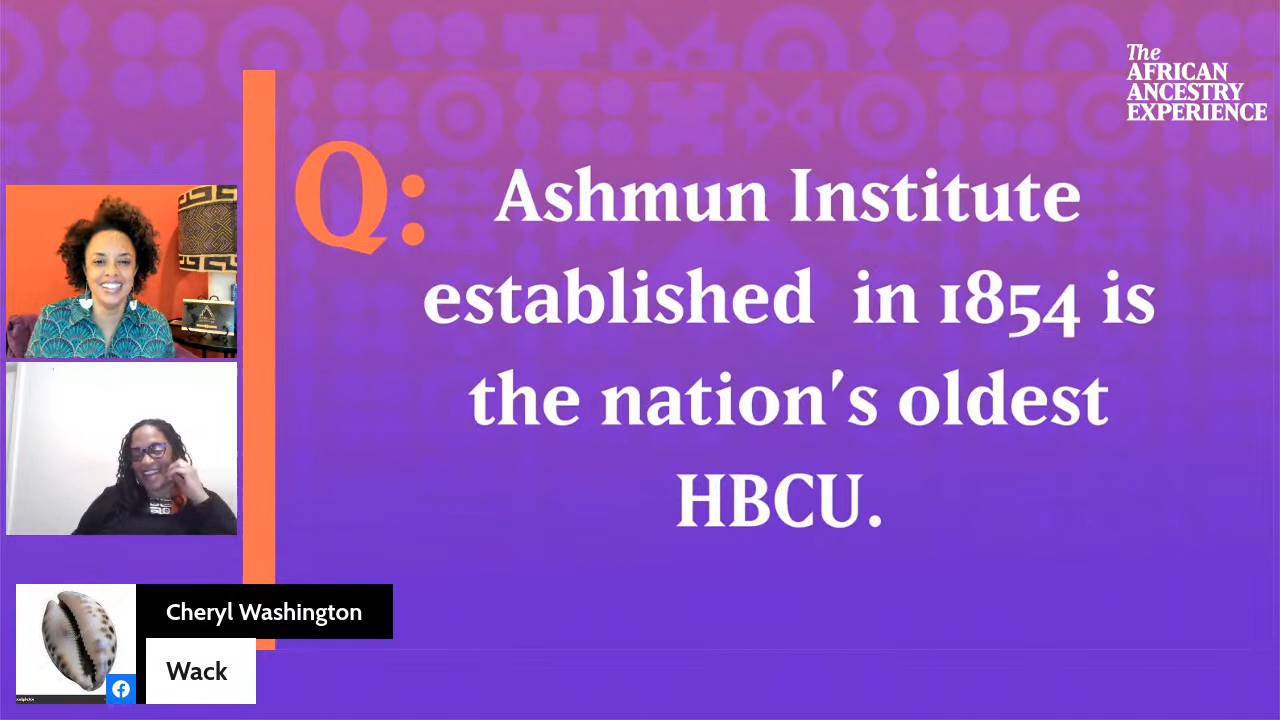 The
AFRICAN
ANCESTRY
EXPERIENCE
Q: Ashmun Institute
established in 1854 is
the nation's oldest
HBCU.
Cheryl Washington
Wack